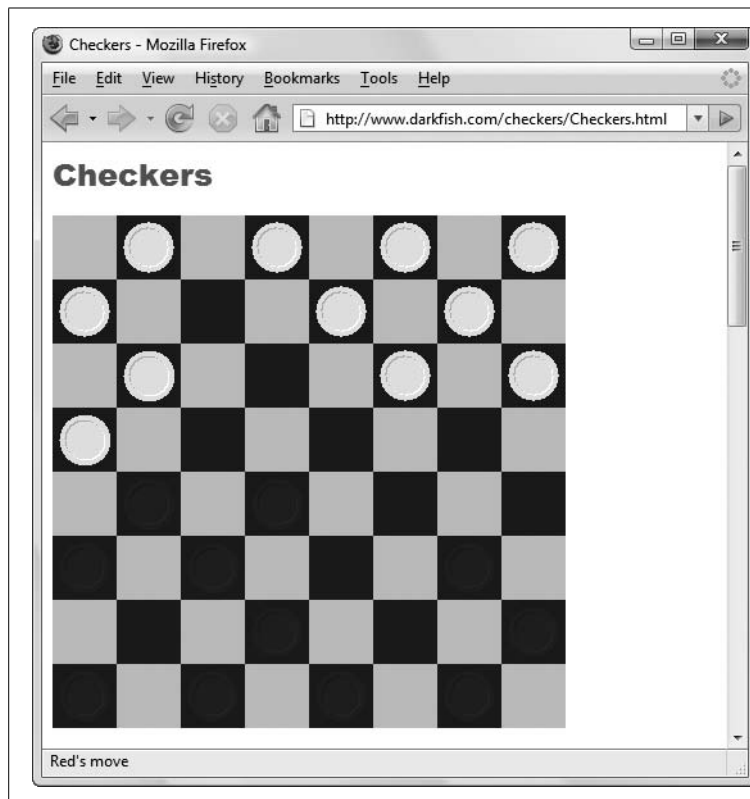 Checkers - Mozilla Firefox
File Edit View History Bookmarks Tools Help
http://www.darkfish.com/checkers/Checkers.html
Checkers
Red's move